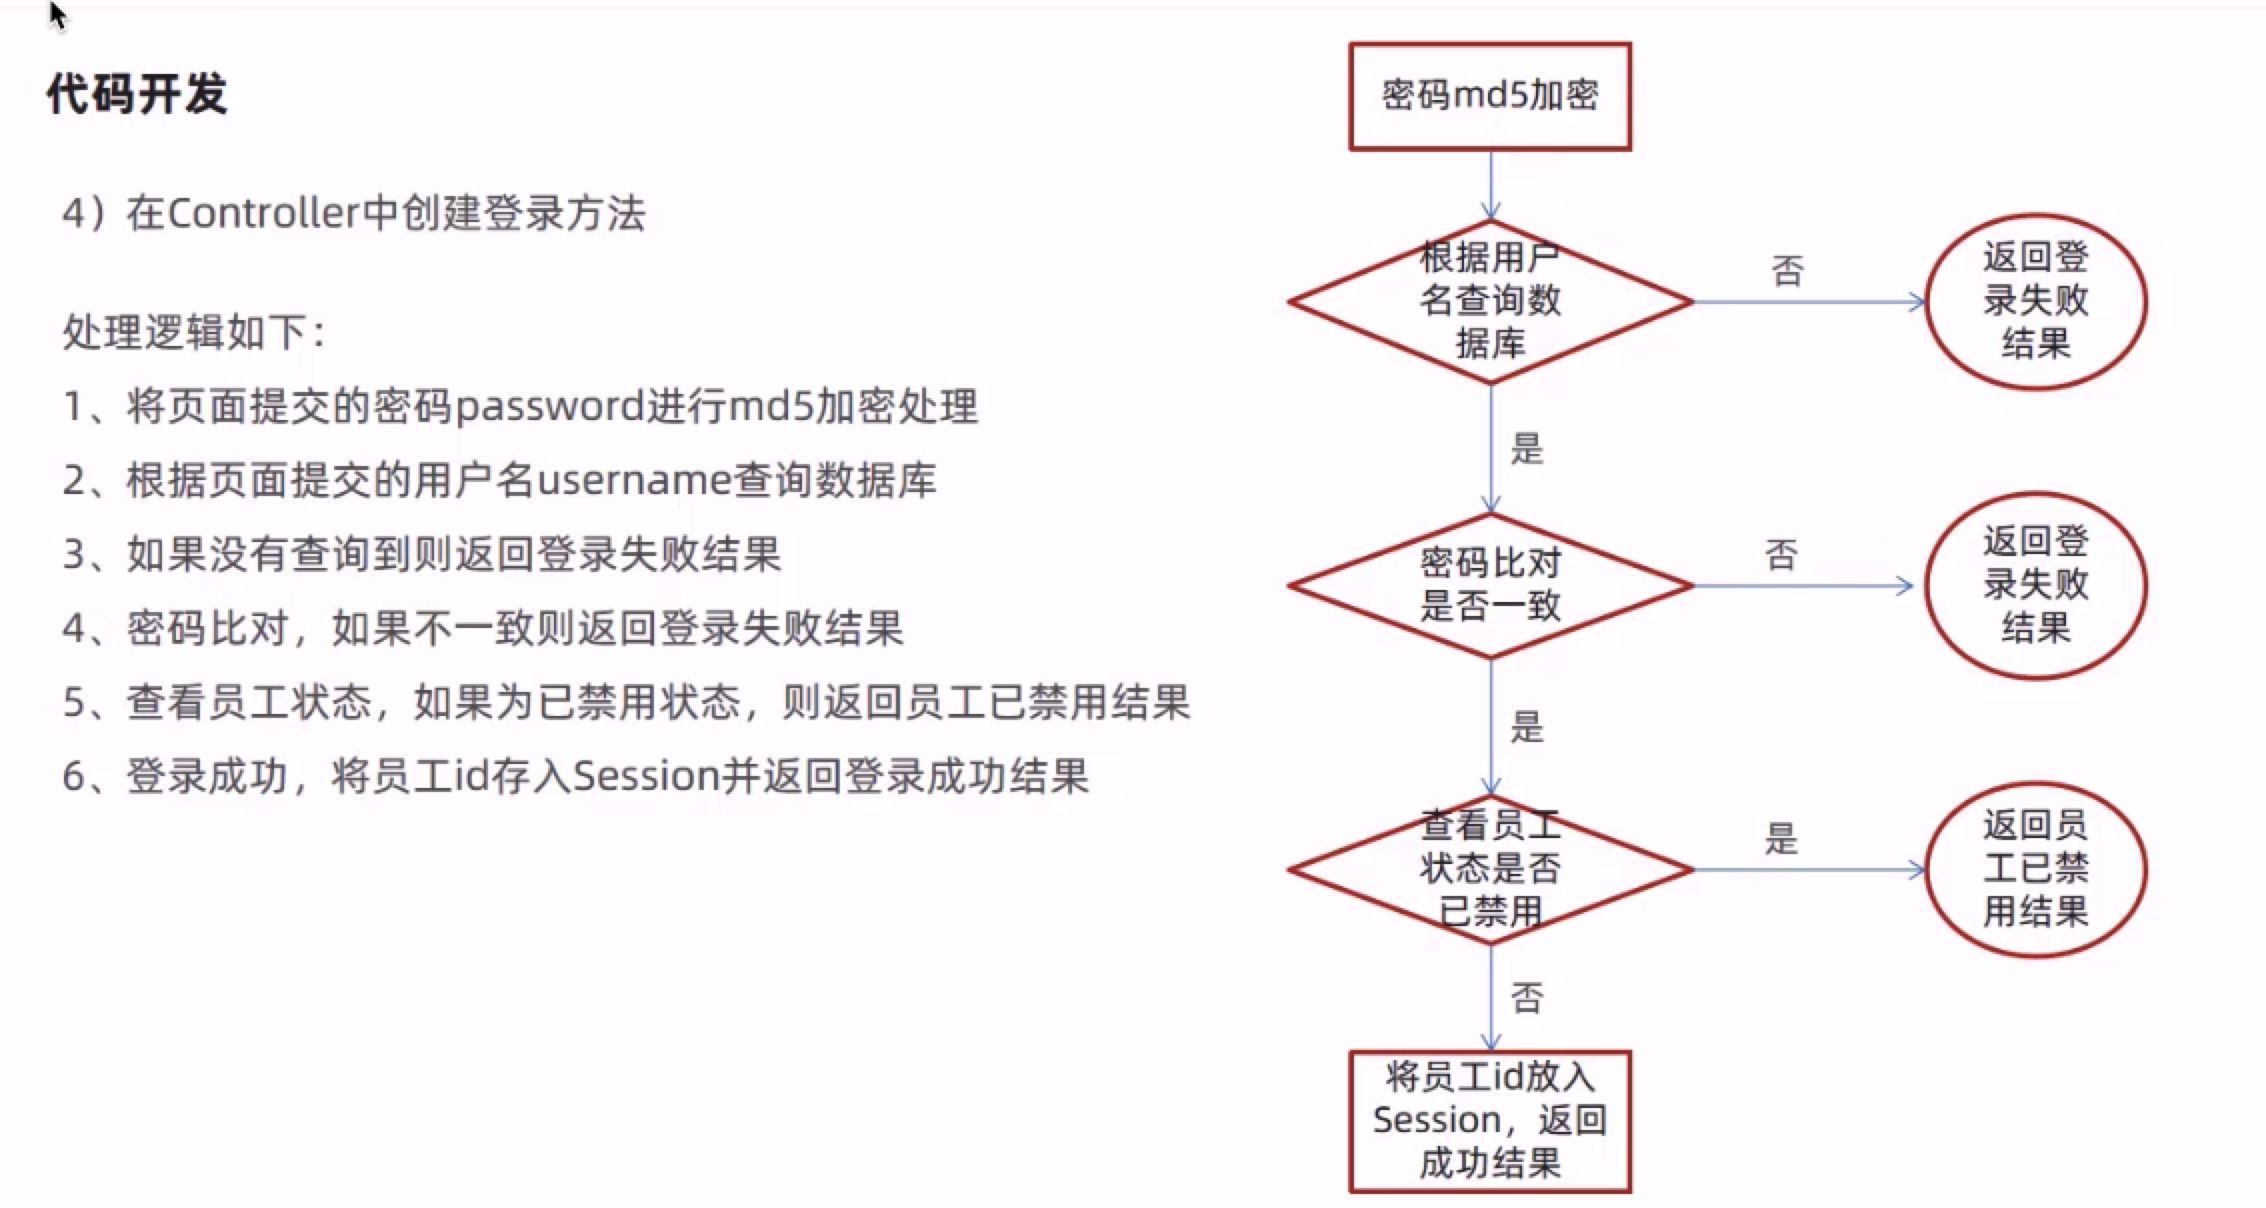 代码开发
4）在Controller中创建登录方法
处理逻辑如下：
1、将页面提交的密码password进行md5加密处理
2、根据页面提交的用户名username查询数据库
3、如果没有查询到则返回登录失败结果
4、密码比对，如果不一致则返回登录失败结果
5、查看员工状态，如果为已禁用状态，则返回员工已禁用结果
6、登录成功，将员工id存入Session并返回登录成功结果
密码md5加密
根据用户
名查询数
据库
否
返回登
录失败
结果
是
密码比对
是否一致
否
返回登
录失败
结果
是
查看员工
状态是否
已禁用
是
返回员
工已禁
用结果
否
将员工id放入
Session，返回
成功结果